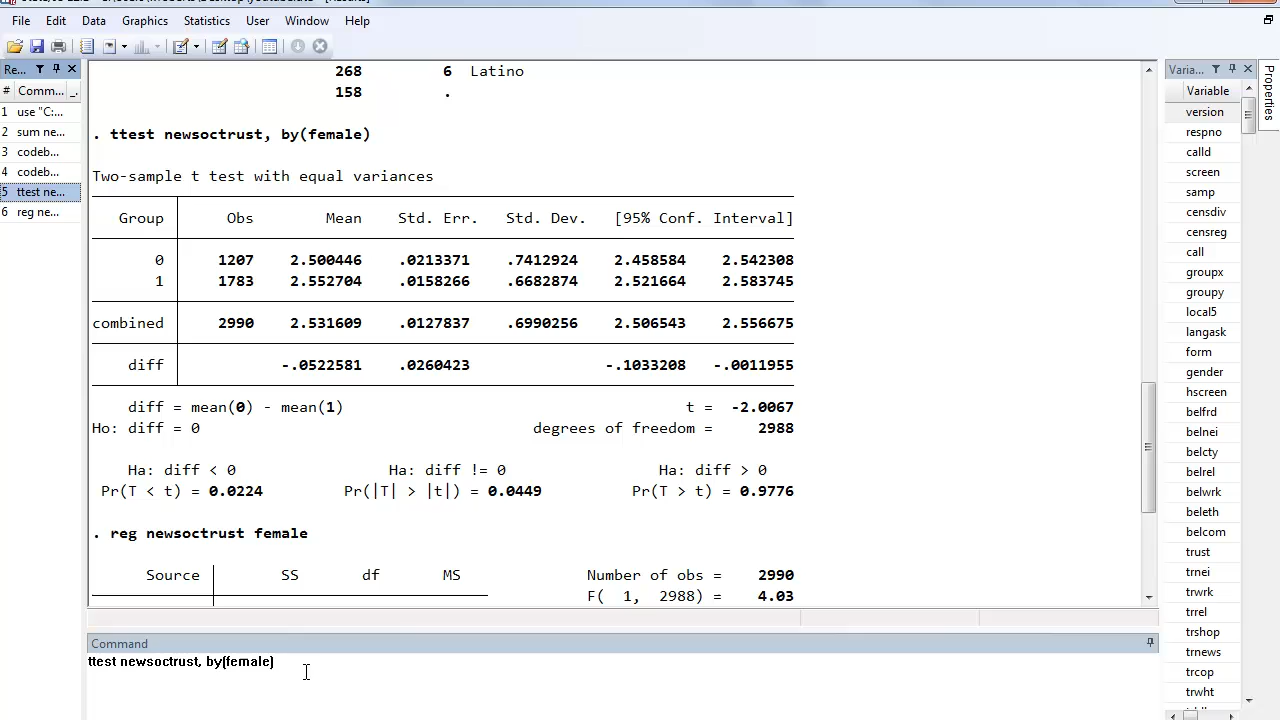 File Edit Data Graphics Statistics User Window Help
Re...
# Comm... _.
1 use "C:...
2 sum ne...
3 codeb...
4 codeb...
5 ttest ne...
6 reg ne...
268 6 Latino
158 .
. ttest newsoctrust, by(female)
Two-sample t test with equal variances
Group Obs Mean Std. Err. Std. Dev. [95% Conf. Interval]
0 1207 2.500446 .0213371 .7412924 2.458584 2.542308
1 1783 2.552704 .0158266 .6682874 2.521664 2.583745
combined 2990 2.531609 .0127837 .6990256 2.506543 2.556675
diff -.0522581 .0260423 -.1033208 -.0011955
diff = mean(0) - mean(1) t = -2.0067
Ho: diff = 0 degrees of freedom = 2988
Ha: diff < 0 Ha: diff != 0 Ha: diff > 0
Pr(T < t) = 0.0224 Pr(|T| > |t|) = 0.0449 Pr(T > t) = 0.9776
. reg newsoctrust female
Source SS df MS Number of obs = 2990
F( 1, 2988) = 4.03
Command
ttest newsoctrust, by(female)
Varia...
Variable
version
respno
calld
screen
samp
censdiv
censreg
call
groupx
groupy
local5
langask
form
gender
hscreen
belfrd
belnei
belcty
belrel
belwrk
beleth
belcom
trust
trnei
trwrk
trrel
trshop
trnews
trcop
trwht
Properties